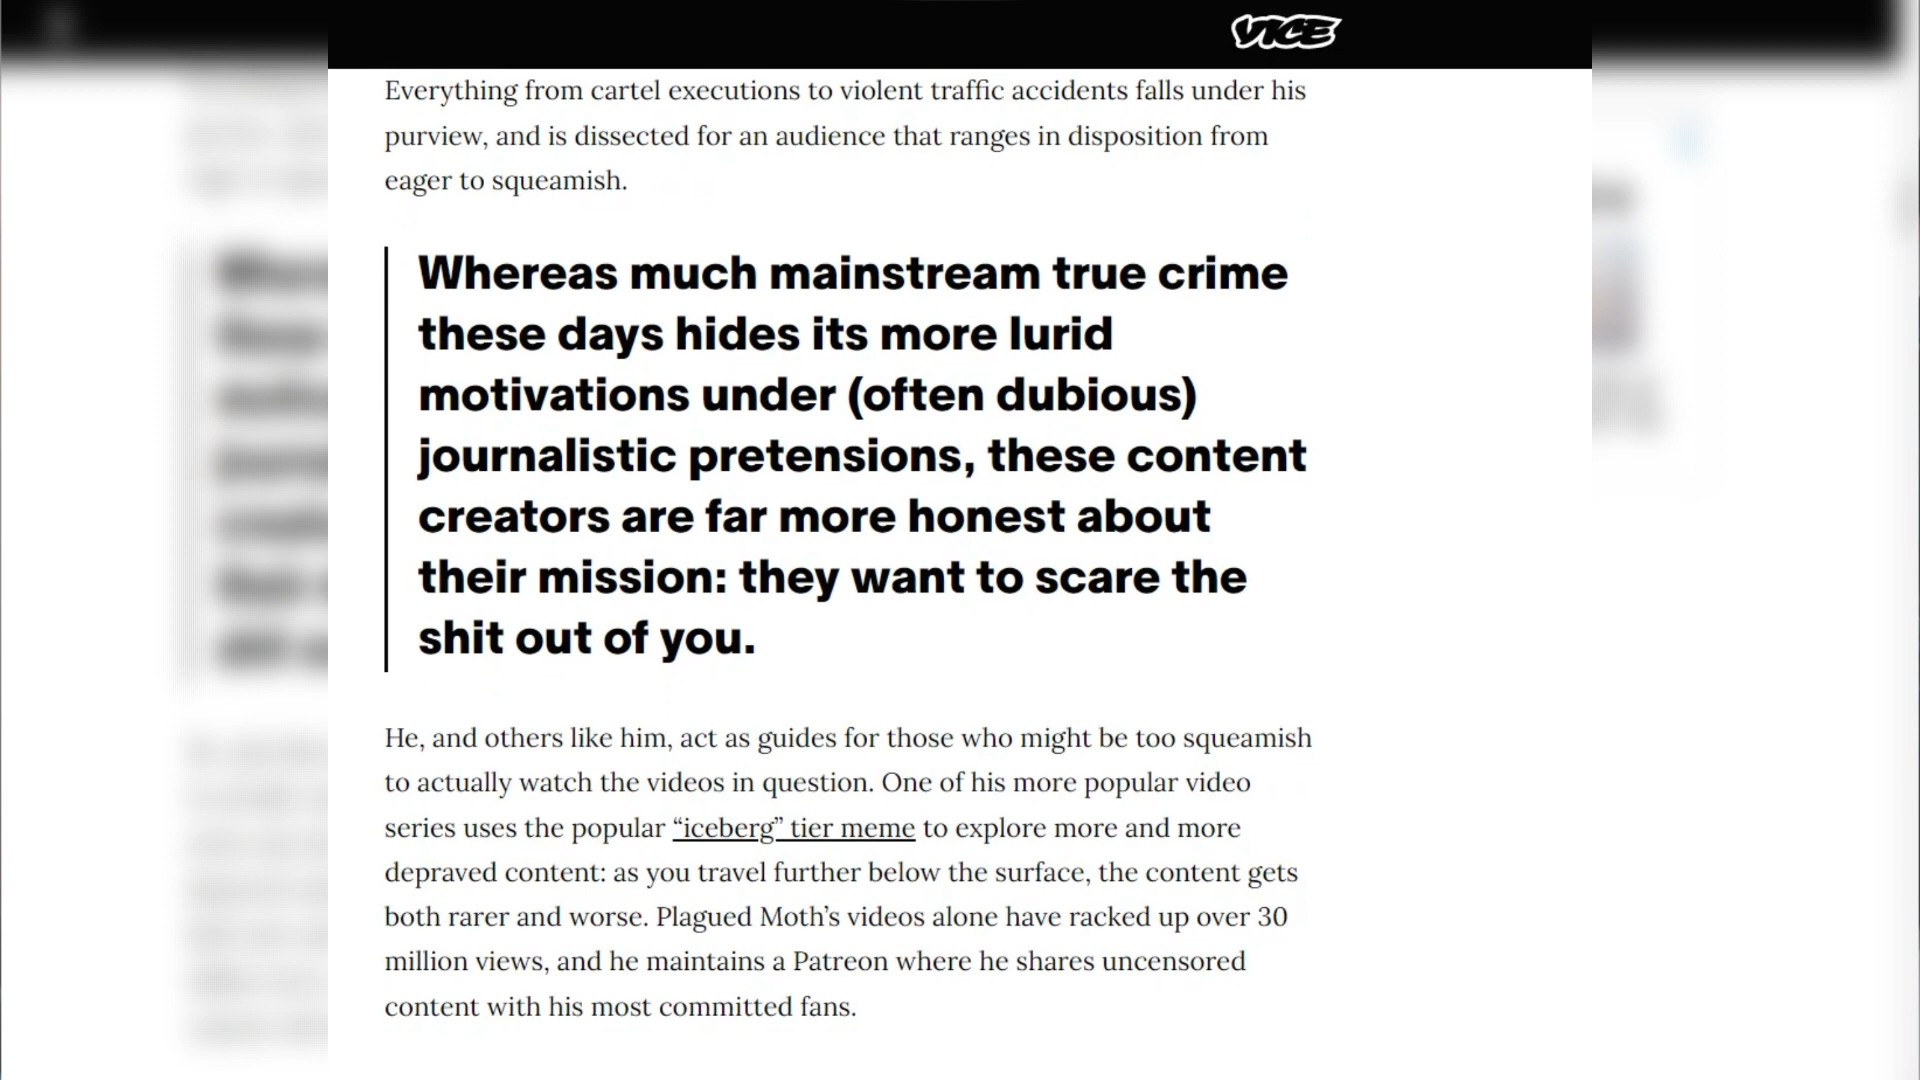 VICE
Everything from cartel executions to violent traffic accidents falls under his
purview, and is dissected for an audience that ranges in disposition from
eager to squeamish.
Whereas much mainstream true crime
these days hides its more lurid
motivations under (often dubious)
journalistic pretensions, these content
creators are far more honest about
their mission: they want to scare the
shit out of you.
He, and others like him, act as guides for those who might be too squeamish
to actually watch the videos in question. One of his more popular video
series uses the popular “iceberg” tier meme to explore more and more
depraved content: as you travel further below the surface, the content gets
both rarer and worse. Plagued Moth’s videos alone have racked up over 30
million views, and he maintains a Patreon where he shares uncensored
content with his most committed fans.